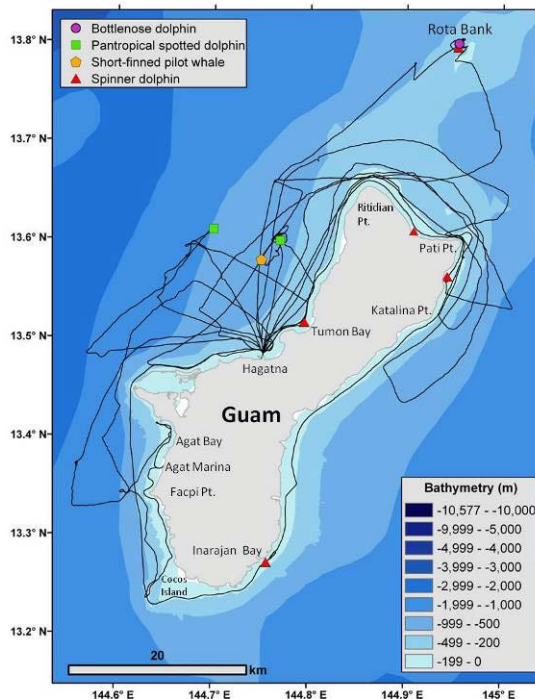 Bottlenose dolphin
Pantropical spotted dolphin
Short-finned pilot whale
Spinner dolphin
Rota Bank
13.8° N
13.7° N
13.6° N
13.5° N
13.4° N
13.3° N
13.2° N
Ritidian
Pt.
Pati Pt.
Katalina Pt.
Tumon Bay
Hagatna
Guam
Agat Bay
Agat Marina
Facpi Pt.
Inarajan Bay
Cocos
Island
Bathymetry (m)
-10,577 - -10,000
-9,999 - -5,000
-4,999 - -4,000
-3,999 - -3,000
-2,999 - -2,000
-1,999 - -1,000
-999 - -500
-499 - -200
-199 - 0
20
km
144.6° E
144.7° E
144.8° E
144.9° E
145° E